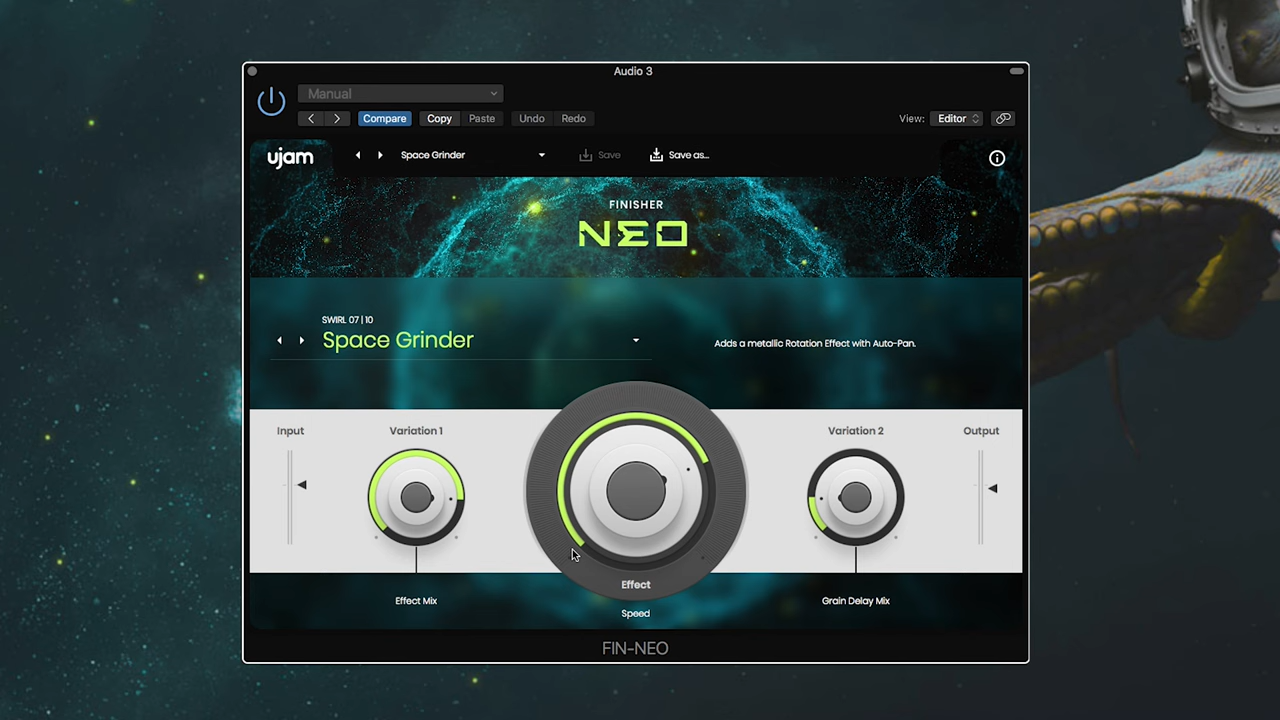 Audio 3
Manual
Compare Copy Paste Undo Redo View: Editor
ujam Space Grinder Save Save as...
FINISHER
NEO
SWIRL 07 | 10
Space Grinder
Adds a metallic Rotation Effect with Auto-Pan.
Input Variation 1 Variation 2 Output
Effect
Effect Mix Speed Grain Delay Mix
FIN-NEO